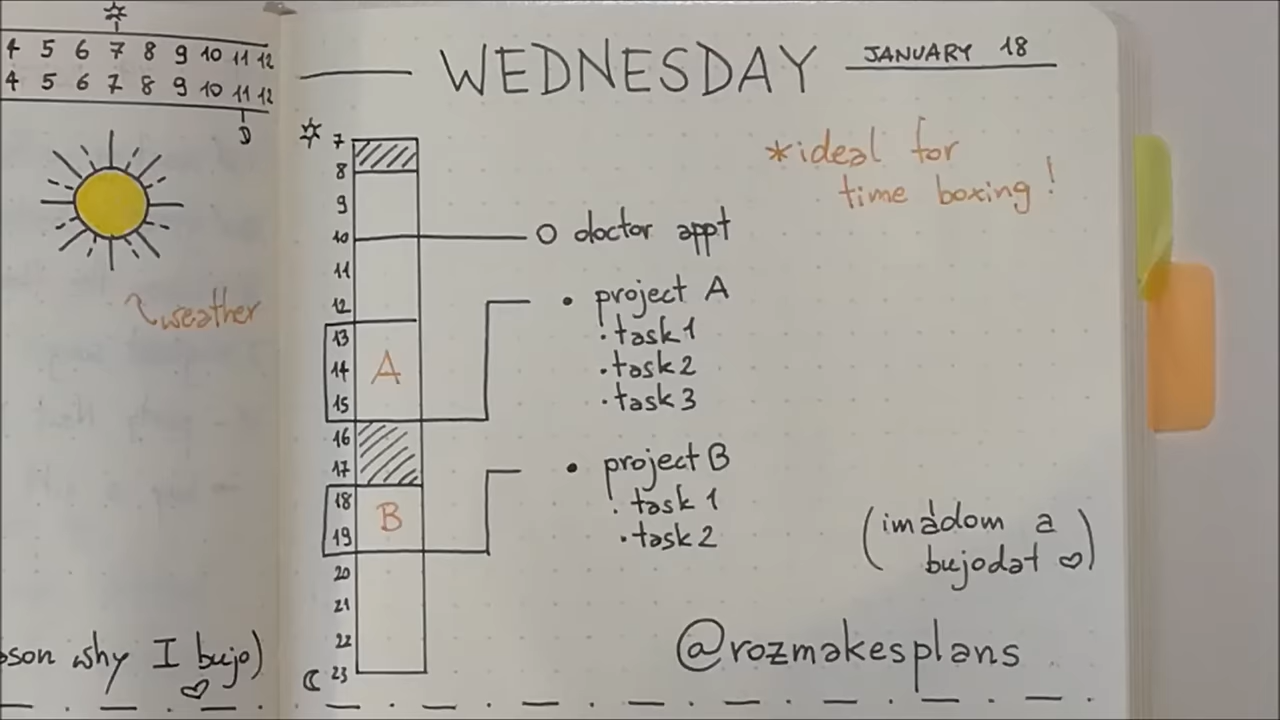 4 5 6 7 8 9 10 11 12
4 5 6 7 8 9 10 11 12
D
weather
why I bujo)
WEDNESDAY
JANUARY 18
*ideal for
time boxing!
7
8
9
10
11
12
13
14
15
16
17
18
19
20
21
22
23
A
B
O doctor appt
• project A
! task 1
• task 2
• task 3
• project B
! task 1
• task 2
(imádom a
bujodat ♡)
@rozmakesplans